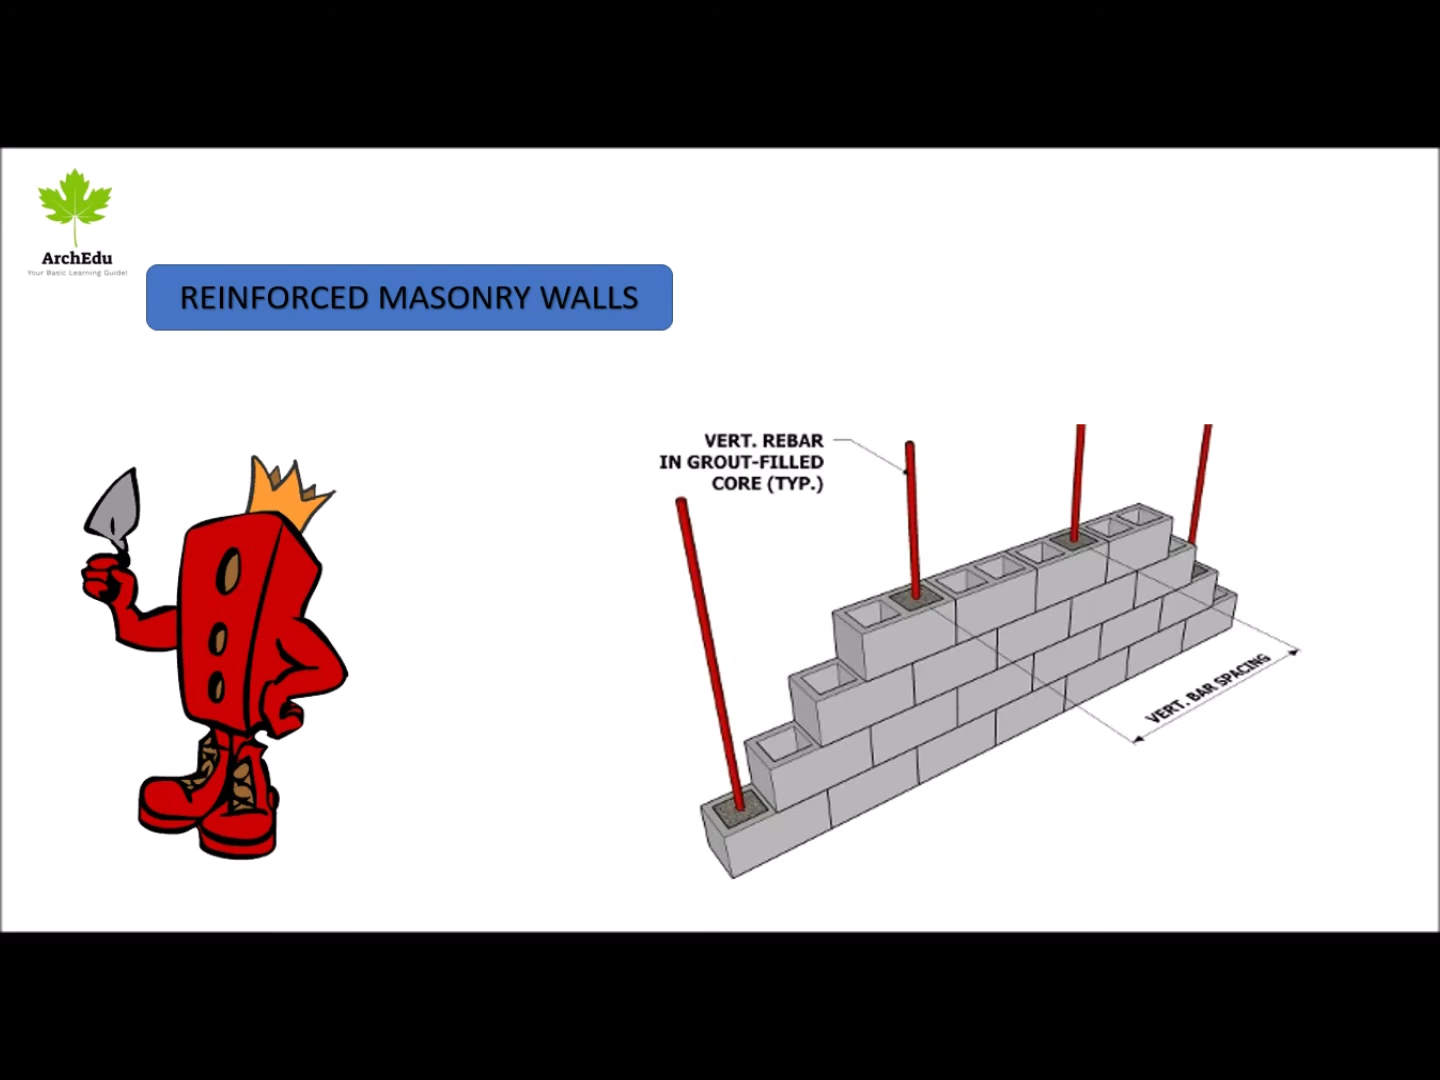 ArchEdu
Your Basic Learning Guide!
REINFORCED MASONRY WALLS
VERT. REBAR
IN GROUT-FILLED
CORE (TYP.)
VERT. BAR SPACING